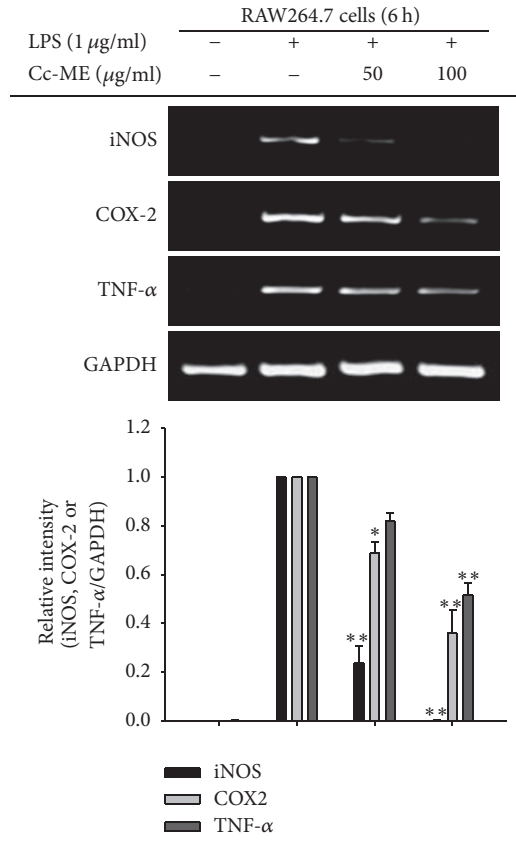 RAW264.7 cells (6 h)
LPS (1 μg/ml) − + + +
Cc-ME (μg/ml) − − 50 100
iNOS
COX-2
TNF-α
GAPDH
1.2
1.0
0.8
0.6
0.4
0.2
0.0
Relative intensity
(iNOS, COX-2 or
TNF-α/GAPDH)
**
*
**
**
**
iNOS
COX2
TNF-α